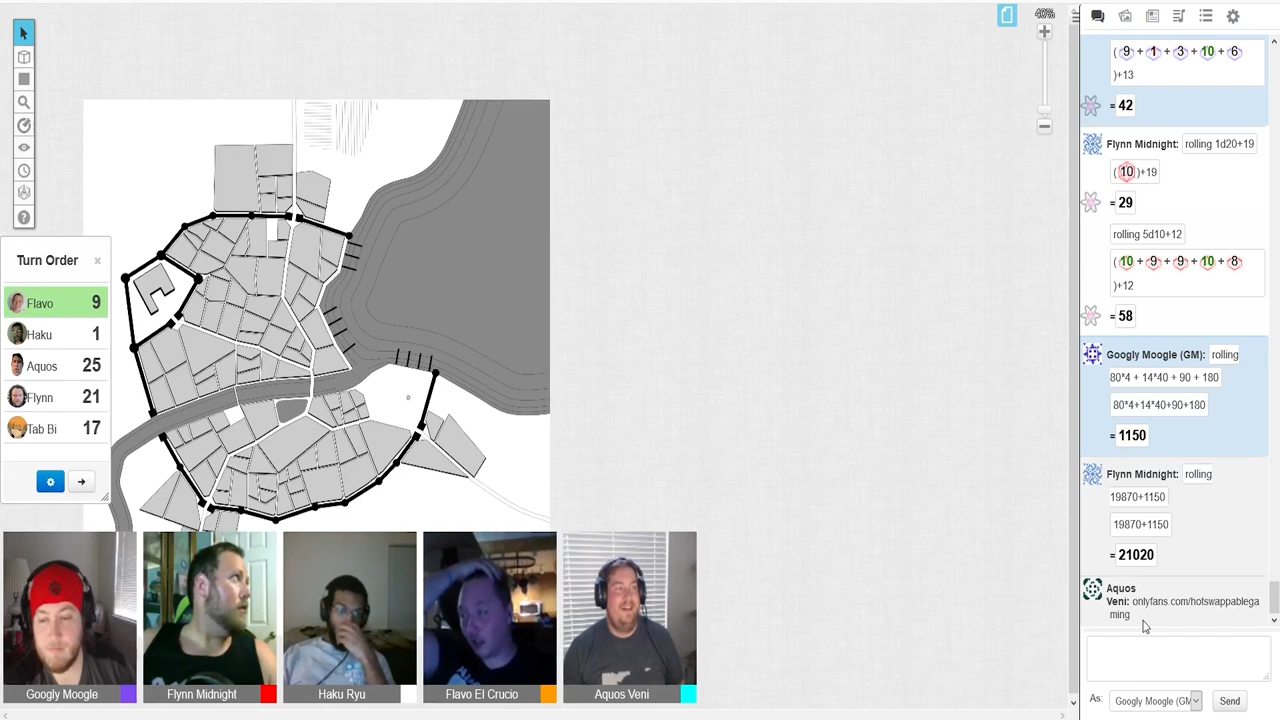 40%
( 9 + 1 + 3 + 10 + 6
)+13
= 42
Flynn Midnight: rolling 1d20+19
( 10 )+19
= 29
rolling 5d10+12
( 10 + 9 + 9 + 10 + 8
)+12
= 58
Googly Moogle (GM): rolling
80*4 + 14*40 + 90 + 180
80*4+14*40+90+180
= 1150
Flynn Midnight: rolling
19870+1150
19870+1150
= 21020
Aquos
Veni: onlyfans.com/hotswappablega
ming
As: Googly Moogle (GM Send
Turn Order ×
Flavo 9
Haku 1
Aquos 25
Flynn 21
Tab Bi 17
Googly Moogle
Flynn Midnight
Haku Ryu
Flavo El Crucio
Aquos Veni